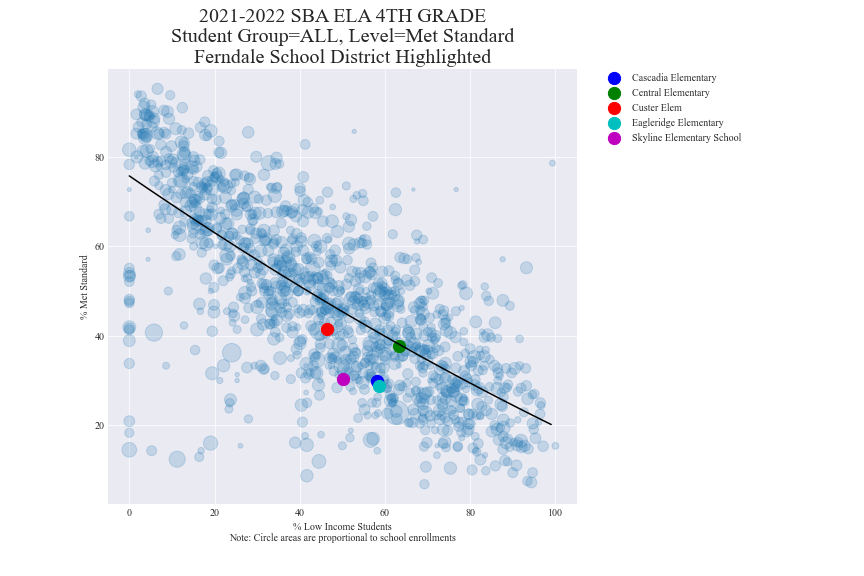 2021-2022 SBA ELA 4TH GRADE
Student Group=ALL, Level=Met Standard
Ferndale School District Highlighted
Cascadia Elementary
Central Elementary
Custer Elem
Eagleridge Elementary
Skyline Elementary School
% Met Standard
80
60
40
20
0 20 40 60 80 100
% Low Income Students
Note: Circle areas are proportional to school enrollments